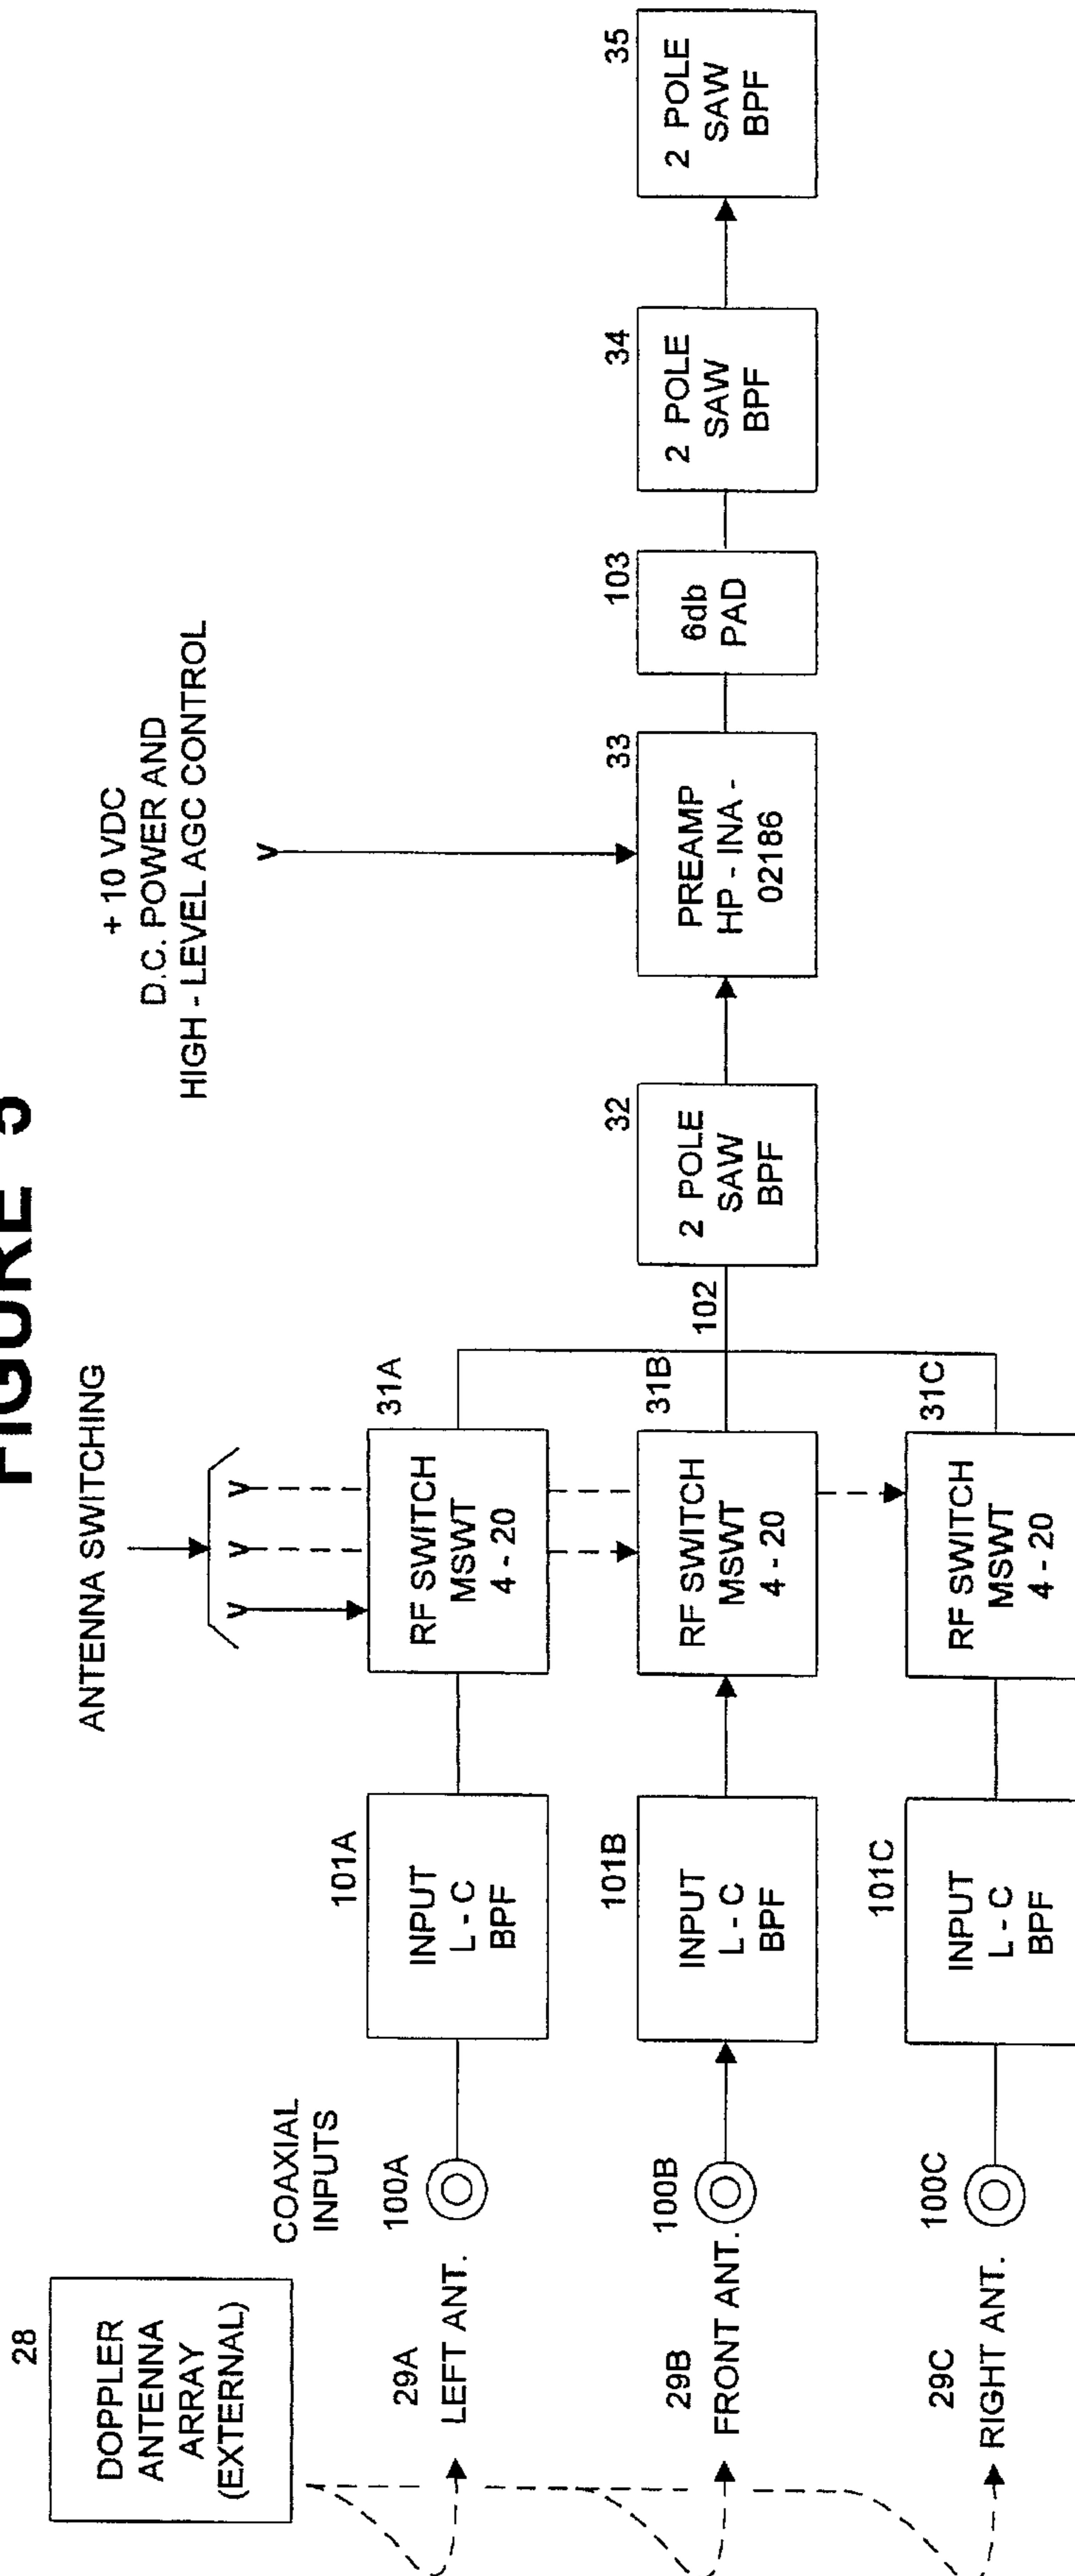 FIGURE 5
28
DOPPLER
ANTENNA
ARRAY
(EXTERNAL)
COAXIAL
INPUTS
29A
LEFT ANT.
100A
101A
INPUT
L - C
BPF
ANTENNA SWITCHING
31A
RF SWITCH
MSWT
4 - 20
29B
FRONT ANT.
100B
101B
INPUT
L - C
BPF
31B
RF SWITCH
MSWT
4 - 20
29C
RIGHT ANT.
100C
101C
INPUT
L - C
BPF
31C
RF SWITCH
MSWT
4 - 20
102
32
2 POLE
SAW
BPF
+ 10 VDC
D.C. POWER AND
HIGH - LEVEL AGC CONTROL
33
PREAMP
HP - INA -
02186
103
6db
PAD
34
2 POLE
SAW
BPF
35
2 POLE
SAW
BPF